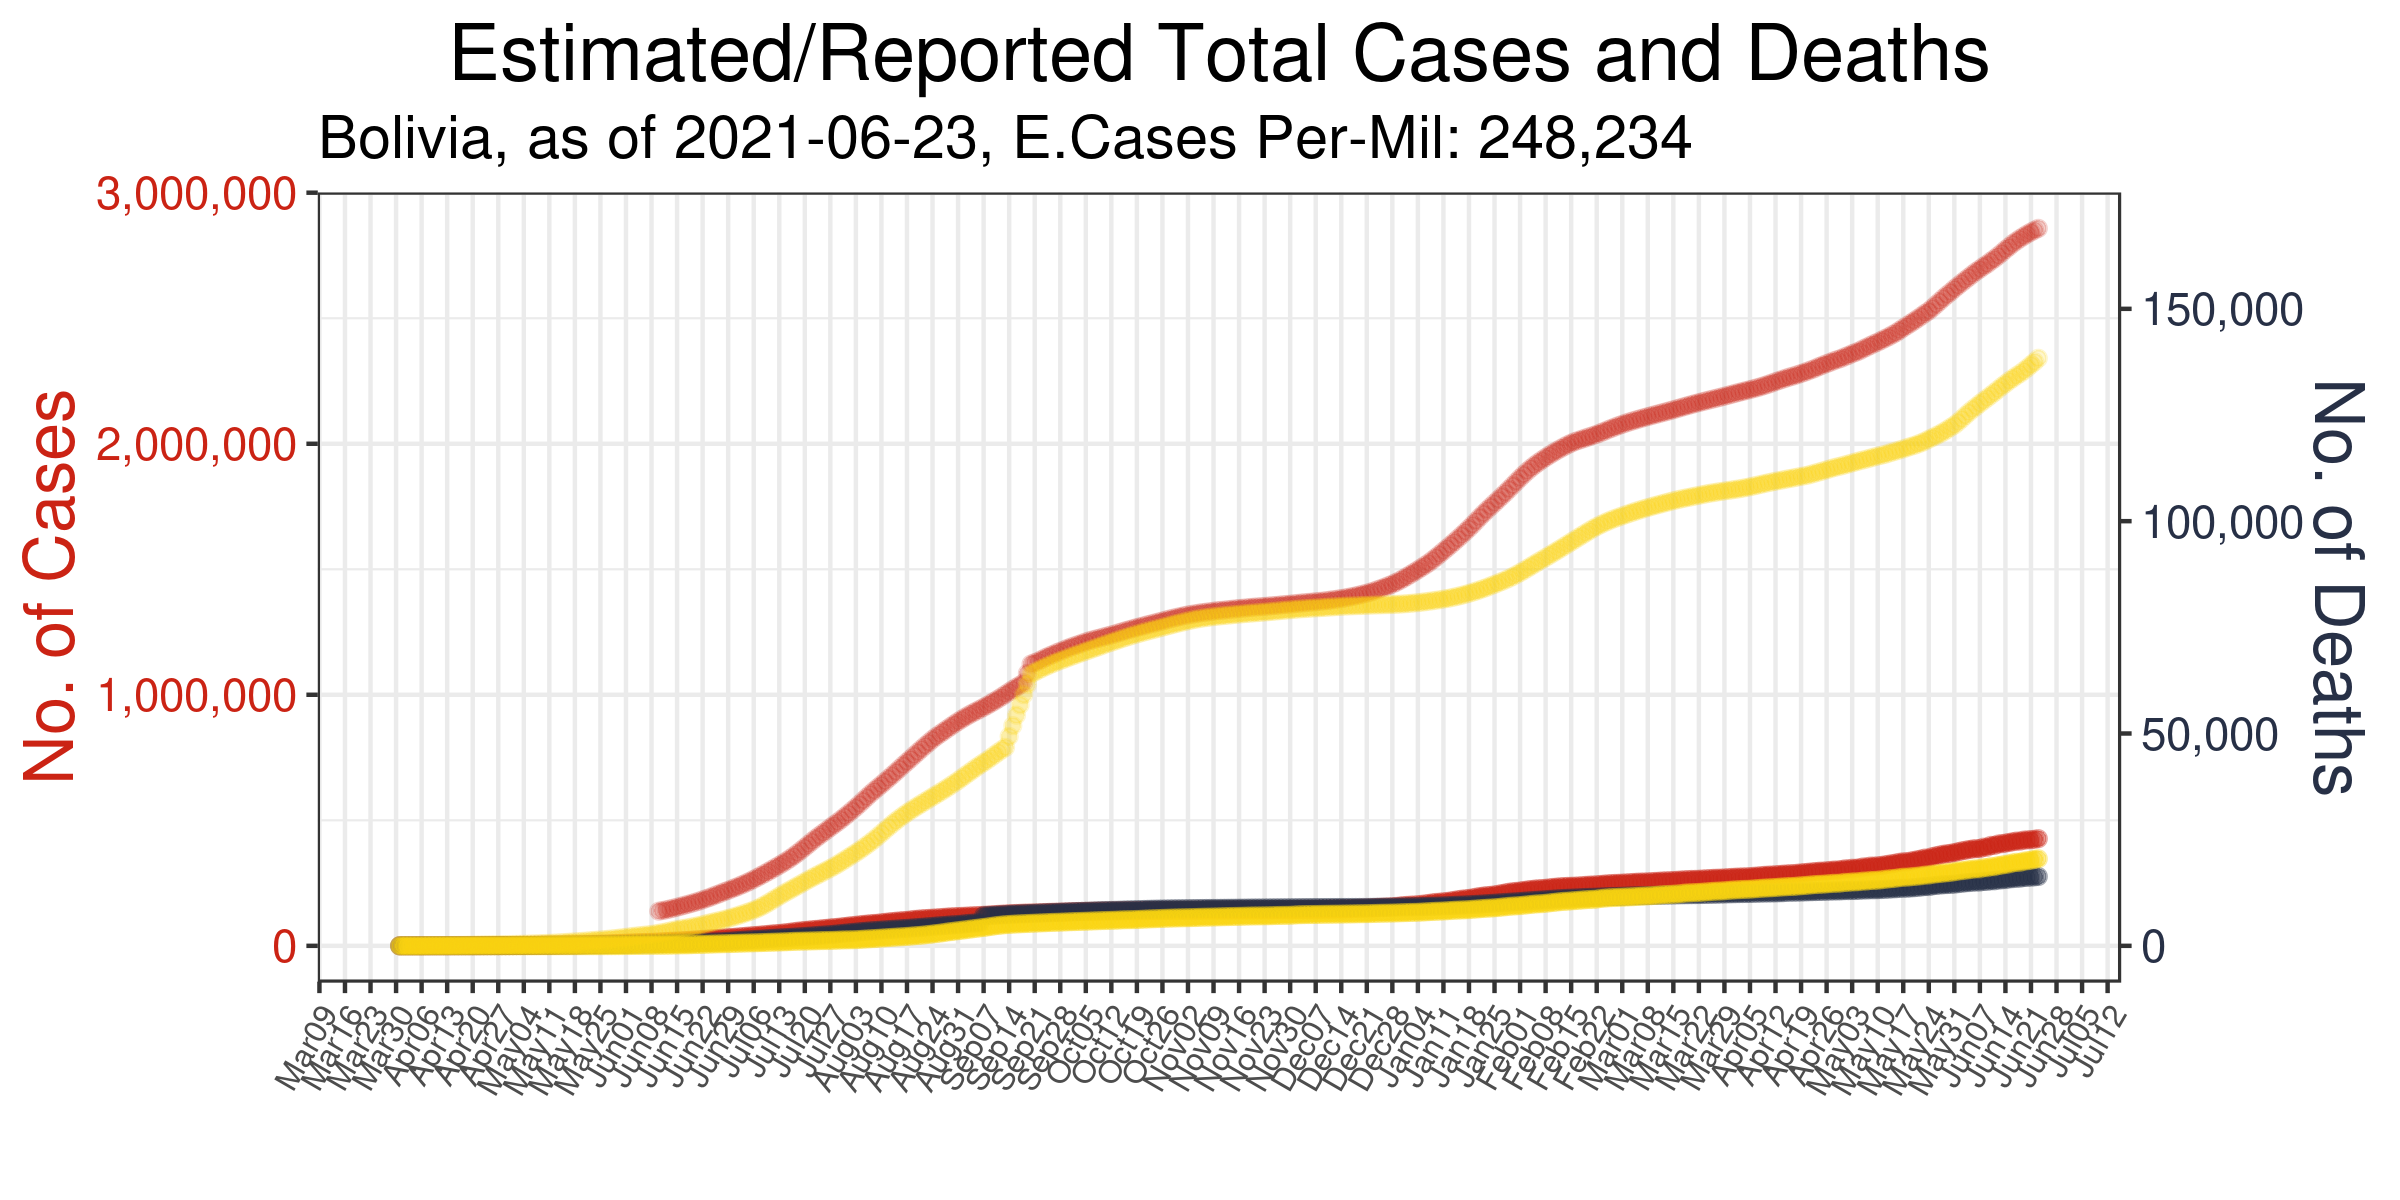 Estimated/Reported Total Cases and Deaths
Bolivia, as of 2021-06-23, E.Cases Per-Mil: 248,234
No. of Cases
3,000,000
2,000,000
1,000,000
0
150,000
100,000
50,000
0
No. of Deaths
Mar09
Mar16
Mar23
Mar30
Apr06
Apr13
Apr20
Apr27
May04
May11
May18
May25
Jun01
Jun08
Jun15
Jun22
Jun29
Jul06
Jul13
Jul20
Jul27
Aug03
Aug10
Aug17
Aug24
Aug31
Sep07
Sep14
Sep21
Sep28
Oct05
Oct12
Oct19
Oct26
Nov02
Nov09
Nov16
Nov23
Nov30
Dec07
Dec14
Dec21
Dec28
Jan04
Jan11
Jan18
Jan25
Feb01
Feb08
Feb15
Feb22
Mar01
Mar08
Mar15
Mar22
Mar29
Apr05
Apr12
Apr19
Apr26
May03
May10
May17
May24
May31
Jun07
Jun14
Jun21
Jun28
Jul05
Jul12